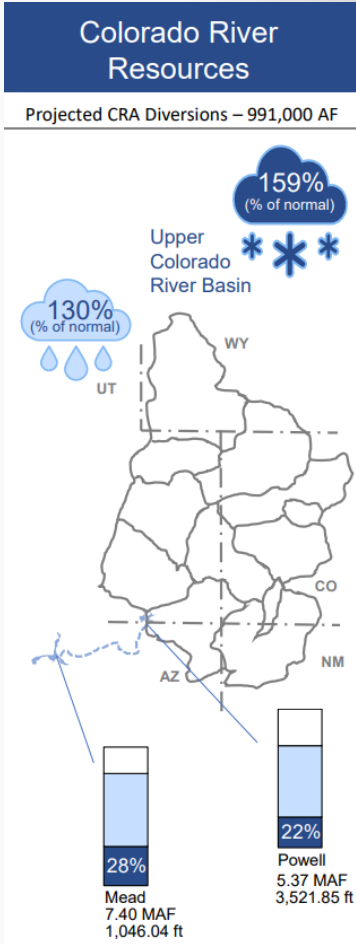 Colorado River
Resources
Projected CRA Diversions – 991,000 AF
159%
(% of normal)
Upper
Colorado
River Basin
130%
(% of normal)
WY
UT
CO
AZ
NM
22%
Powell
5.37 MAF
3,521.85 ft
28%
Mead
7.40 MAF
1,046.04 ft